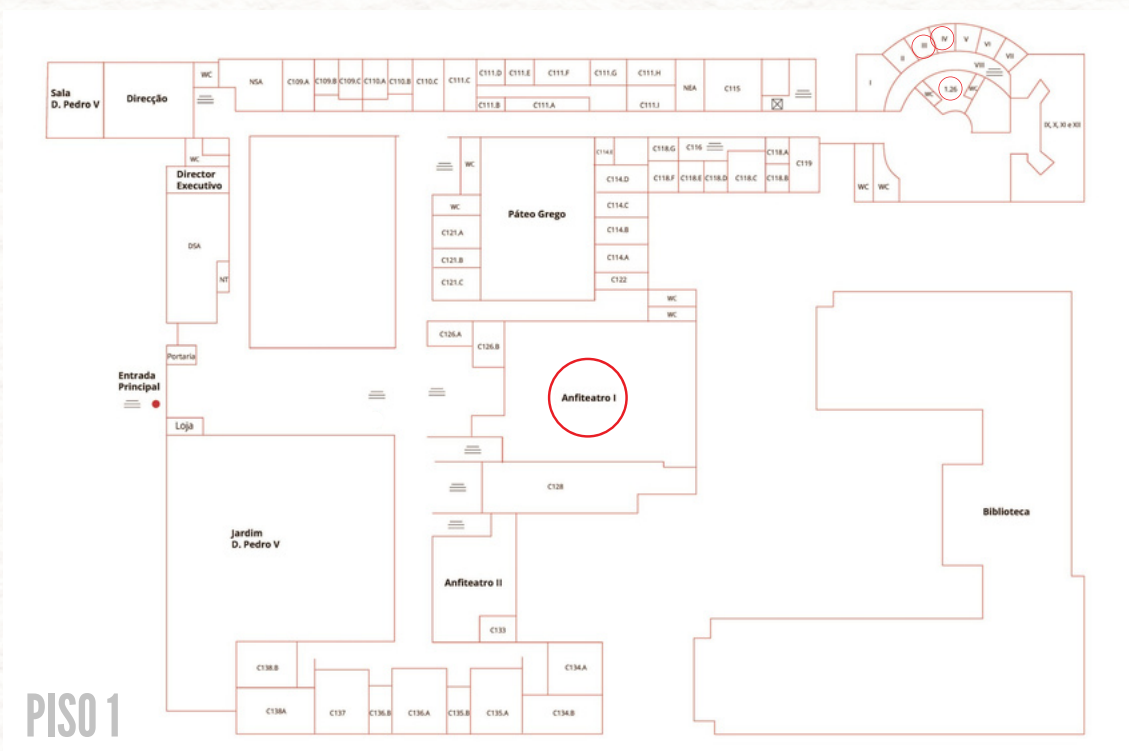 Sala
D. Pedro V
Direcção
WC
NSA
C109.A
C109.B
C109.C
C110.A
C110.B
C110.C
C111.C
C111.D
C111.E
C111.F
C111.G
C111.H
C111.B
C111.A
C111.J
NEA
C115
I
II
III
IV
V
VI
VII
VIII
WC
1.26
WC
IX, X, XI e XII
WC
Director
Executivo
DSA
NT
WC
WC
C121.A
C121.B
C121.C
Páteo Grego
C114.E
C114.D
C114.C
C114.B
C114.A
C122
WC
WC
C118.G
C116
C118.A
C119
C118.F
C118.E
C118.D
C118.C
C118.B
WC
WC
Portaria
Entrada
Principal
Loja
C126.A
C126.B
Anfiteatro I
C128
Biblioteca
Jardim
D. Pedro V
Anfiteatro II
C133
C138.B
C138A
C137
C136.B
C136.A
C135.B
C135.A
C134.A
C134.B
PISO 1